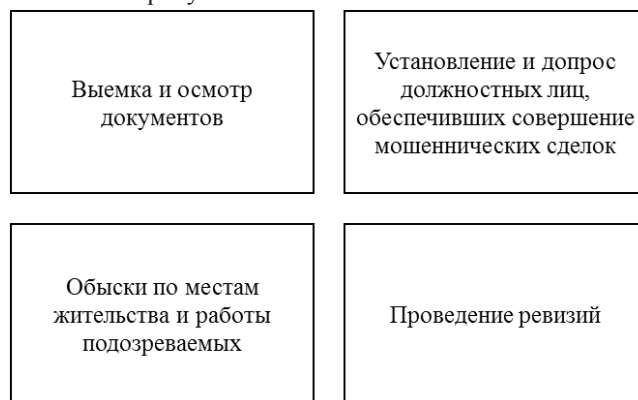 Выемка и осмотр
документов
Установление и допрос
должностных лиц,
обеспечивших совершение
мошеннических сделок
Обыски по местам
жительства и работы
подозреваемых
Проведение ревизий